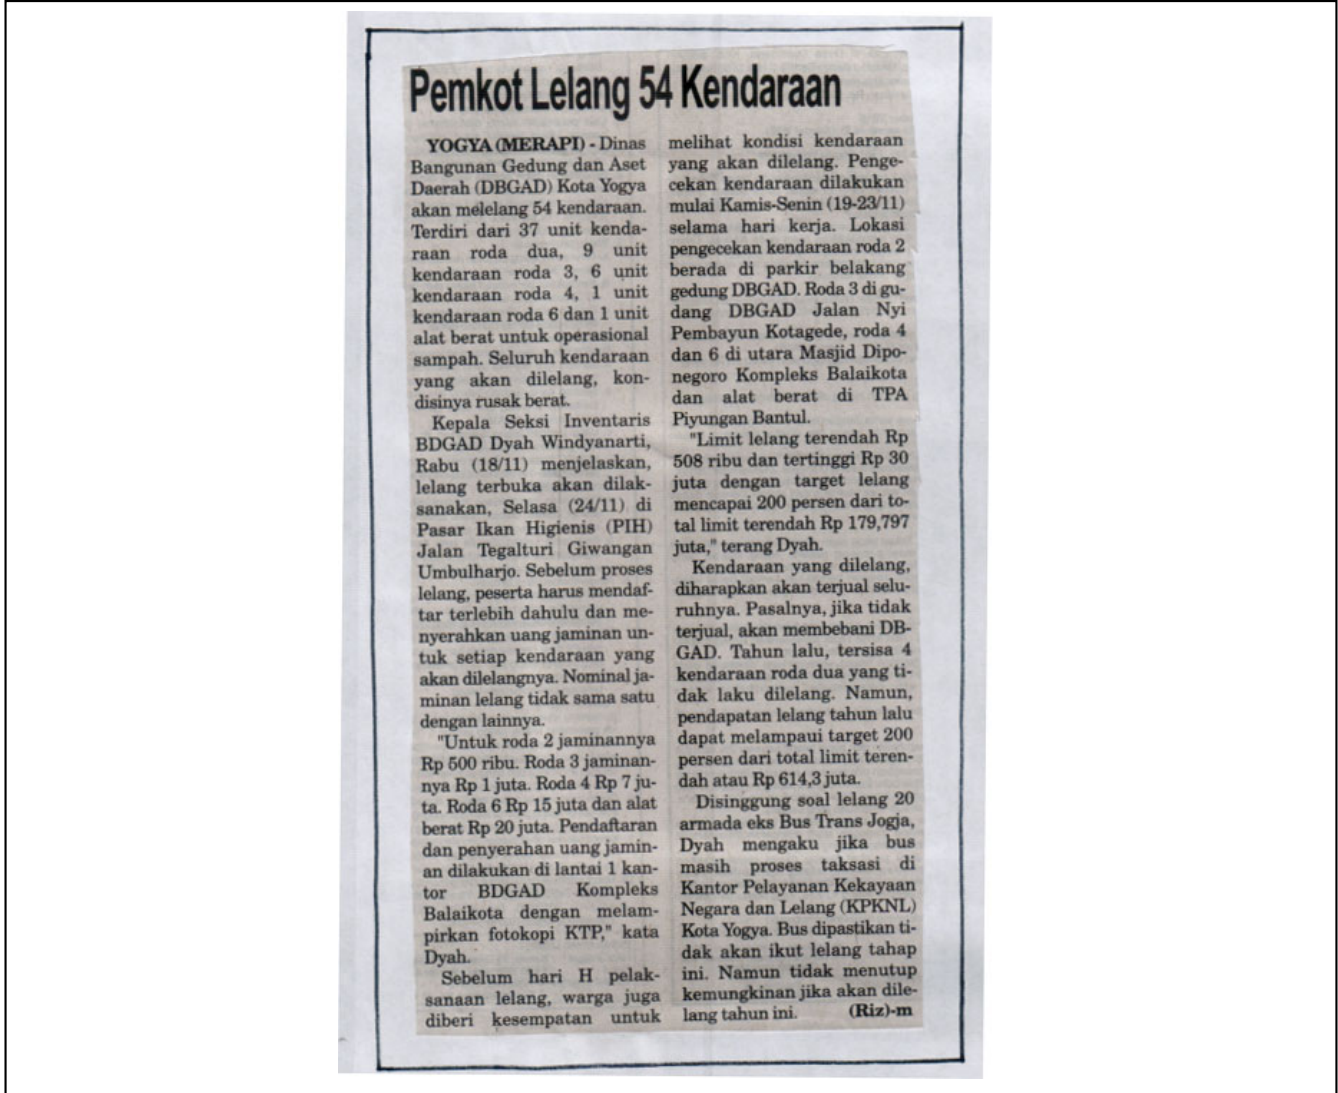 Pemkot Lelang 54 Kendaraan
YOGYA (MERAPI) - Dinas
Bangunan Gedung dan Aset
Daerah (DBGAD) Kota Yogya
akan melelang 54 kendaraan.
Terdiri dari 37 unit kenda-
raan roda dua, 9 unit
kendaraan roda 3, 6 unit
kendaraan roda 4, 1 unit
kendaraan roda 6 dan 1 unit
alat berat untuk operasional
sampah. Seluruh kendaraan
yang akan dilelang, kon-
disinya rusak berat.
Kepala Seksi Inventaris
BDGAD Dyah Windyanarti,
Rabu (18/11) menjelaskan,
lelang terbuka akan dilak-
sanakan, Selasa (24/11) di
Pasar Ikan Higienis (PIH)
Jalan Tegalturi Giwangan
Umbulharjo. Sebelum proses
lelang, peserta harus mendaf-
tar terlebih dahulu dan me-
nyerahkan uang jaminan un-
tuk setiap kendaraan yang
akan dilelangnya. Nominal ja-
minan lelang tidak sama satu
dengan lainnya.
"Untuk roda 2 jaminannya
Rp 500 ribu. Roda 3 jaminan-
nya Rp 1 juta. Roda 4 Rp 7 ju-
ta. Roda 6 Rp 15 juta dan alat
berat Rp 20 juta. Pendaftaran
dan penyerahan uang jamin-
an dilakukan di lantai 1 kan-
tor BDGAD Kompleks
Balaikota dengan melam-
pirkan fotokopi KTP," kata
Dyah.
Sebelum hari H pelak-
sanaan lelang, warga juga
diberi kesempatan untuk
melihat kondisi kendaraan
yang akan dilelang. Penge-
cekan kendaraan dilakukan
mulai Kamis-Senin (19-23/11)
selama hari kerja. Lokasi
pengecekan kendaraan roda 2
berada di parkir belakang
gedung DBGAD. Roda 3 di gu-
dang DBGAD Jalan Nyi
Pembayun Kotagede, roda 4
dan 6 di utara Masjid Dipo-
negoro Kompleks Balaikota
dan alat berat di TPA
Piyungan Bantul.
"Limit lelang terendah Rp
508 ribu dan tertinggi Rp 30
juta dengan target lelang
mencapai 200 persen dari to-
tal limit terendah Rp 179,797
juta," terang Dyah.
Kendaraan yang dilelang,
diharapkan akan terjual selu-
ruhnya. Pasalnya, jika tidak
terjual, akan membebani DB-
GAD. Tahun lalu, tersisa 4
kendaraan roda dua yang ti-
dak laku dilelang. Namun,
pendapatan lelang tahun lalu
dapat melampaui target 200
persen dari total limit teren-
dah atau Rp 614,3 juta.
Disinggung soal lelang 20
armada eks Bus Trans Jogja,
Dyah mengaku jika bus
masih proses taksasi di
Kantor Pelayanan Kekayaan
Negara dan Lelang (KPKNL)
Kota Yogya. Bus dipastikan ti-
dak akan ikut lelang tahap
ini. Namun tidak menutup
kemungkinan jika akan dile-
lang tahun ini. (Riz)-m